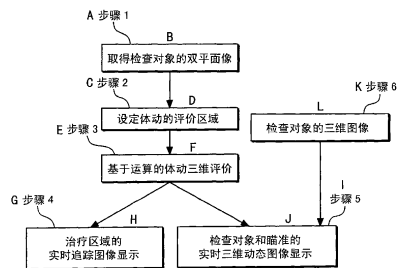 A 步骤1
B
取得检查对象的双平面像
C 步骤2
D
设定体动的评价区域
K 步骤6
L
检查对象的三维图像
E 步骤3
F
基于运算的体动三维评价
G 步骤4
H
治疗区域的
实时追踪图像显示
I
步骤5
J
检查对象和瞄准的
实时三维动态图像显示